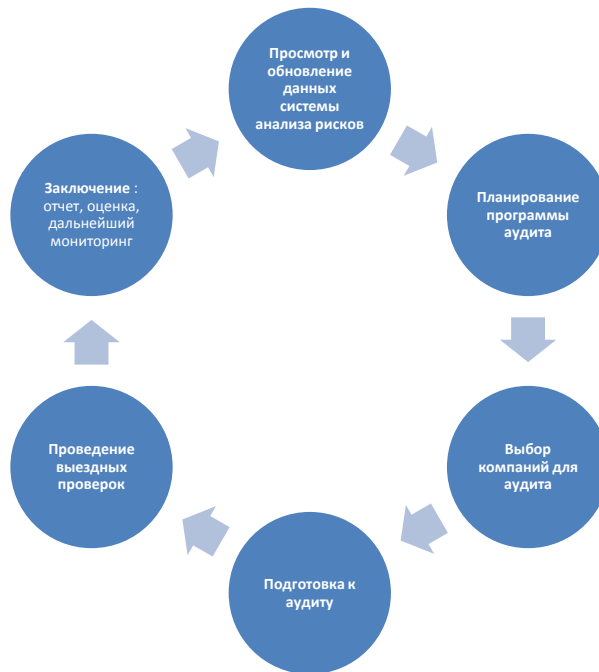 Просмотр и
обновление
данных
системы
анализа рисков
Планирование
программы
аудита
Выбор
компаний для
аудита
Подготовка к
аудиту
Проведение
выездных
проверок
Заключение :
отчет, оценка,
дальнейший
мониторинг